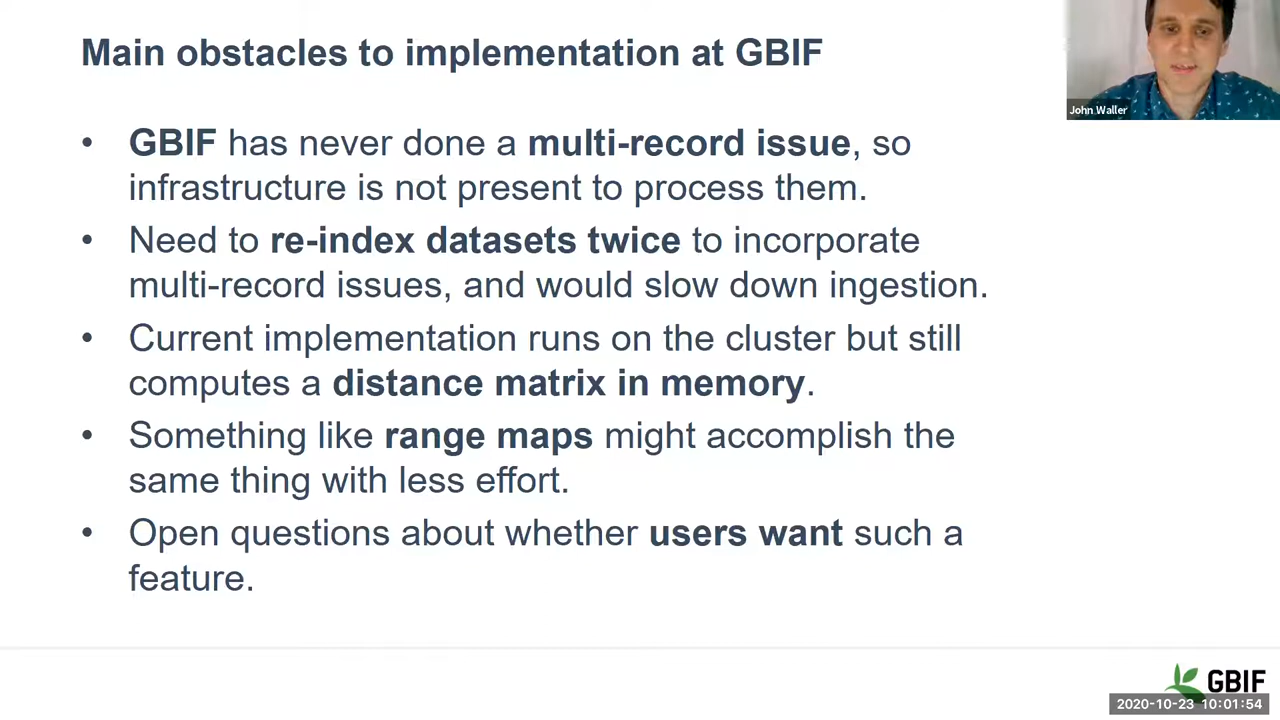 Main obstacles to implementation at GBIF
John Waller
• GBIF has never done a multi-record issue, so
infrastructure is not present to process them.
• Need to re-index datasets twice to incorporate
multi-record issues, and would slow down ingestion.
• Current implementation runs on the cluster but still
computes a distance matrix in memory.
• Something like range maps might accomplish the
same thing with less effort.
• Open questions about whether users want such a
feature.
GBIF
2020-10-23 10:01:54